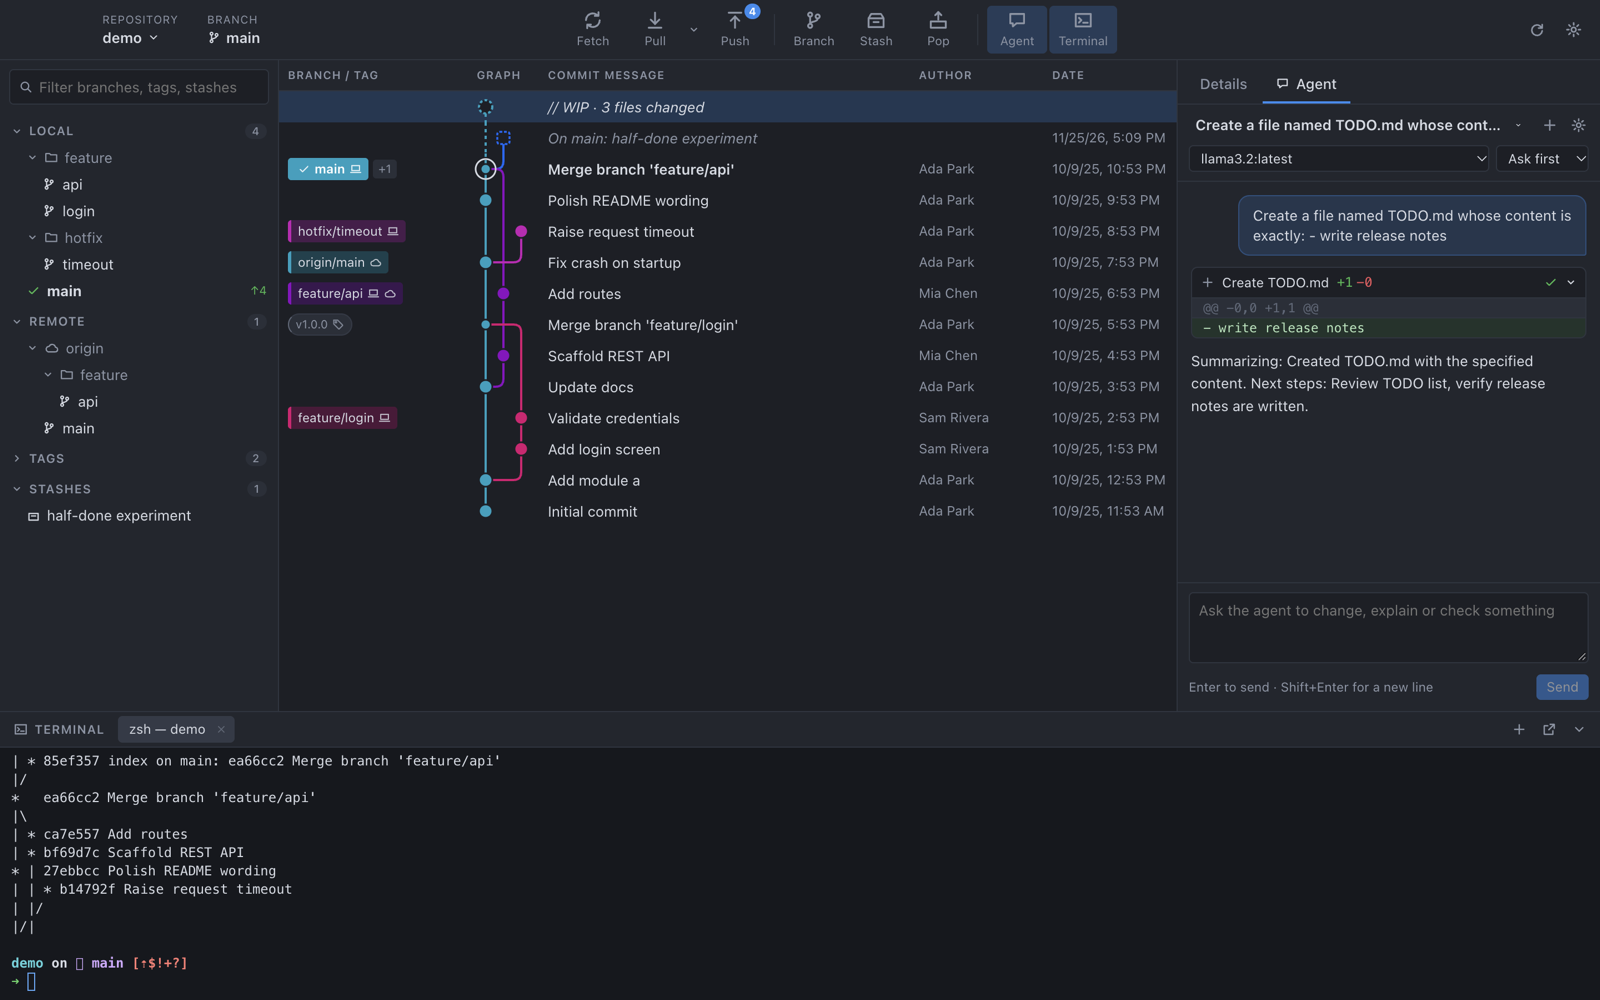 REPOSITORY
demo
BRANCH
main
Fetch
Pull
4
Push
Branch
Stash
Pop
Agent
Terminal
Filter branches, tags, stashes
LOCAL 4
feature
api
login
hotfix
timeout
main ↑4
REMOTE 1
origin
feature
api
main
TAGS 2
STASHES 1
half-done experiment
BRANCH / TAG GRAPH COMMIT MESSAGE AUTHOR DATE
// WIP · 3 files changed
On main: half-done experiment 11/25/26, 5:09 PM
main +1 Merge branch 'feature/api' Ada Park 10/9/25, 10:53 PM
Polish README wording Ada Park 10/9/25, 9:53 PM
hotfix/timeout Raise request timeout Ada Park 10/9/25, 8:53 PM
origin/main Fix crash on startup Ada Park 10/9/25, 7:53 PM
feature/api Add routes Mia Chen 10/9/25, 6:53 PM
v1.0.0 Merge branch 'feature/login' Ada Park 10/9/25, 5:53 PM
Scaffold REST API Mia Chen 10/9/25, 4:53 PM
Update docs Ada Park 10/9/25, 3:53 PM
feature/login Validate credentials Sam Rivera 10/9/25, 2:53 PM
Add login screen Sam Rivera 10/9/25, 1:53 PM
Add module a Ada Park 10/9/25, 12:53 PM
Initial commit Ada Park 10/9/25, 11:53 AM
Details
Agent
Create a file named TODO.md whose cont...
llama3.2:latest
Ask first
Create a file named TODO.md whose content is
exactly: - write release notes
+ Create TODO.md +1 −0
@@ −0,0 +1,1 @@
- write release notes
Summarizing: Created TODO.md with the specified
content. Next steps: Review TODO list, verify release
notes are written.
Ask the agent to change, explain or check something
Enter to send · Shift+Enter for a new line
Send
TERMINAL
zsh — demo ×
| * 85ef357 index on main: ea66cc2 Merge branch 'feature/api'
|/
*   ea66cc2 Merge branch 'feature/api'
|\
| * ca7e557 Add routes
| * bf69d7c Scaffold REST API
* | 27ebbcc Polish README wording
| | * b14792f Raise request timeout
| |/
|/|
demo on main [⇡$!+?]
➜